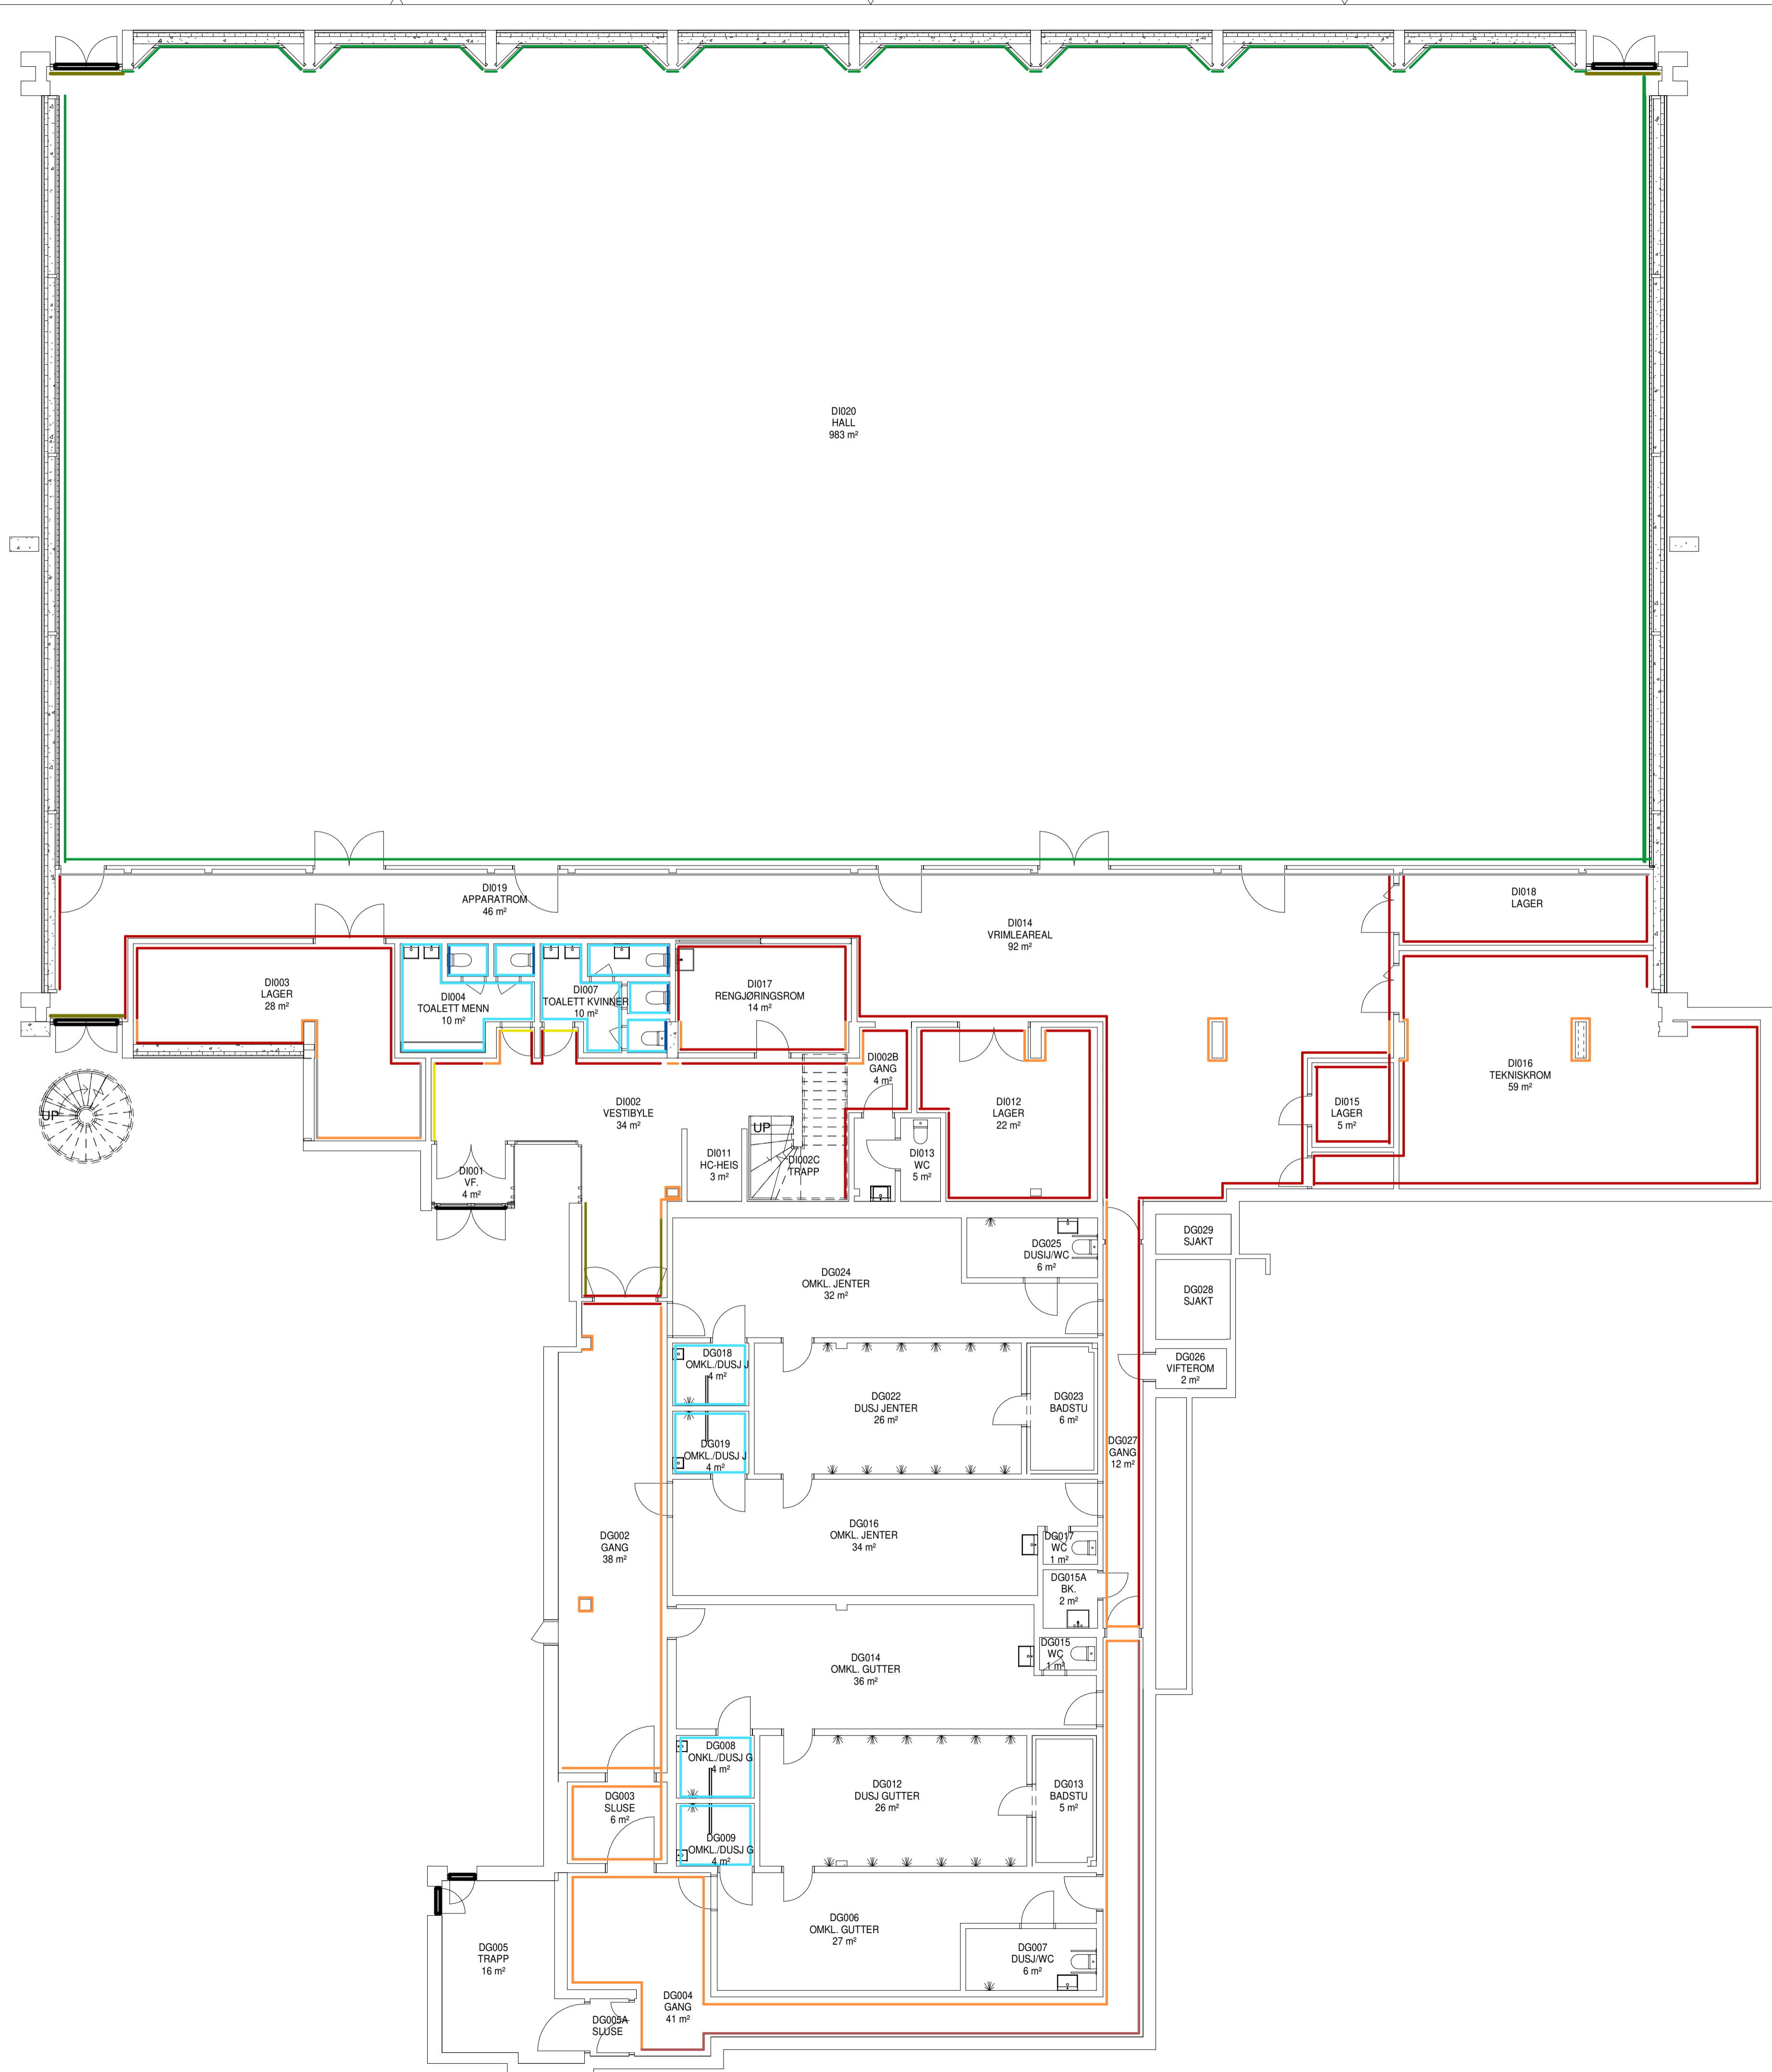 DI020
HALL
983 m²
DI019
APPARATROM
46 m²
DI018
LAGER
DI014
VRIMLEAREAL
92 m²
DI003
LAGER
28 m²
DI004
TOALETT MENN
10 m²
DI007
TOALETT KVINNER
10 m²
DI017
RENGJØRINGSROM
14 m²
DI002B
GANG
4 m²
DI016
TEKNISKROM
59 m²
UP
DI002
VESTIBYLE
34 m²
DI012
LAGER
22 m²
DI015
LAGER
5 m²
UP
DI011
HC-HEIS
3 m²
DI002C
TRAPP
DI013
WC
5 m²
DI001
VF.
4 m²
DG029
SJAKT
DG025
DUSIJ/WC
6 m²
DG024
OMKL. JENTER
32 m²
DG028
SJAKT
DG018
OMKL./DUSJ J
4 m²
DG026
VIFTEROM
2 m²
DG022
DUSJ JENTER
26 m²
DG023
BADSTU
6 m²
DG019
OMKL./DUSJ J
4 m²
DG027
GANG
12 m²
DG002
GANG
38 m²
DG016
OMKL. JENTER
34 m²
DG017
WC
1 m²
DG015A
BK.
2 m²
DG014
OMKL. GUTTER
36 m²
DG015
WC
1 m²
DG008
ONKL./DUSJ G
4 m²
DG003
SLUSE
6 m²
DG012
DUSJ GUTTER
26 m²
DG013
BADSTU
5 m²
DG009
OMKL./DUSJ G
4 m²
DG006
OMKL. GUTTER
27 m²
DG005
TRAPP
16 m²
DG007
DUSJ/WC
6 m²
DG004
GANG
41 m²
DG005A
SLUSE